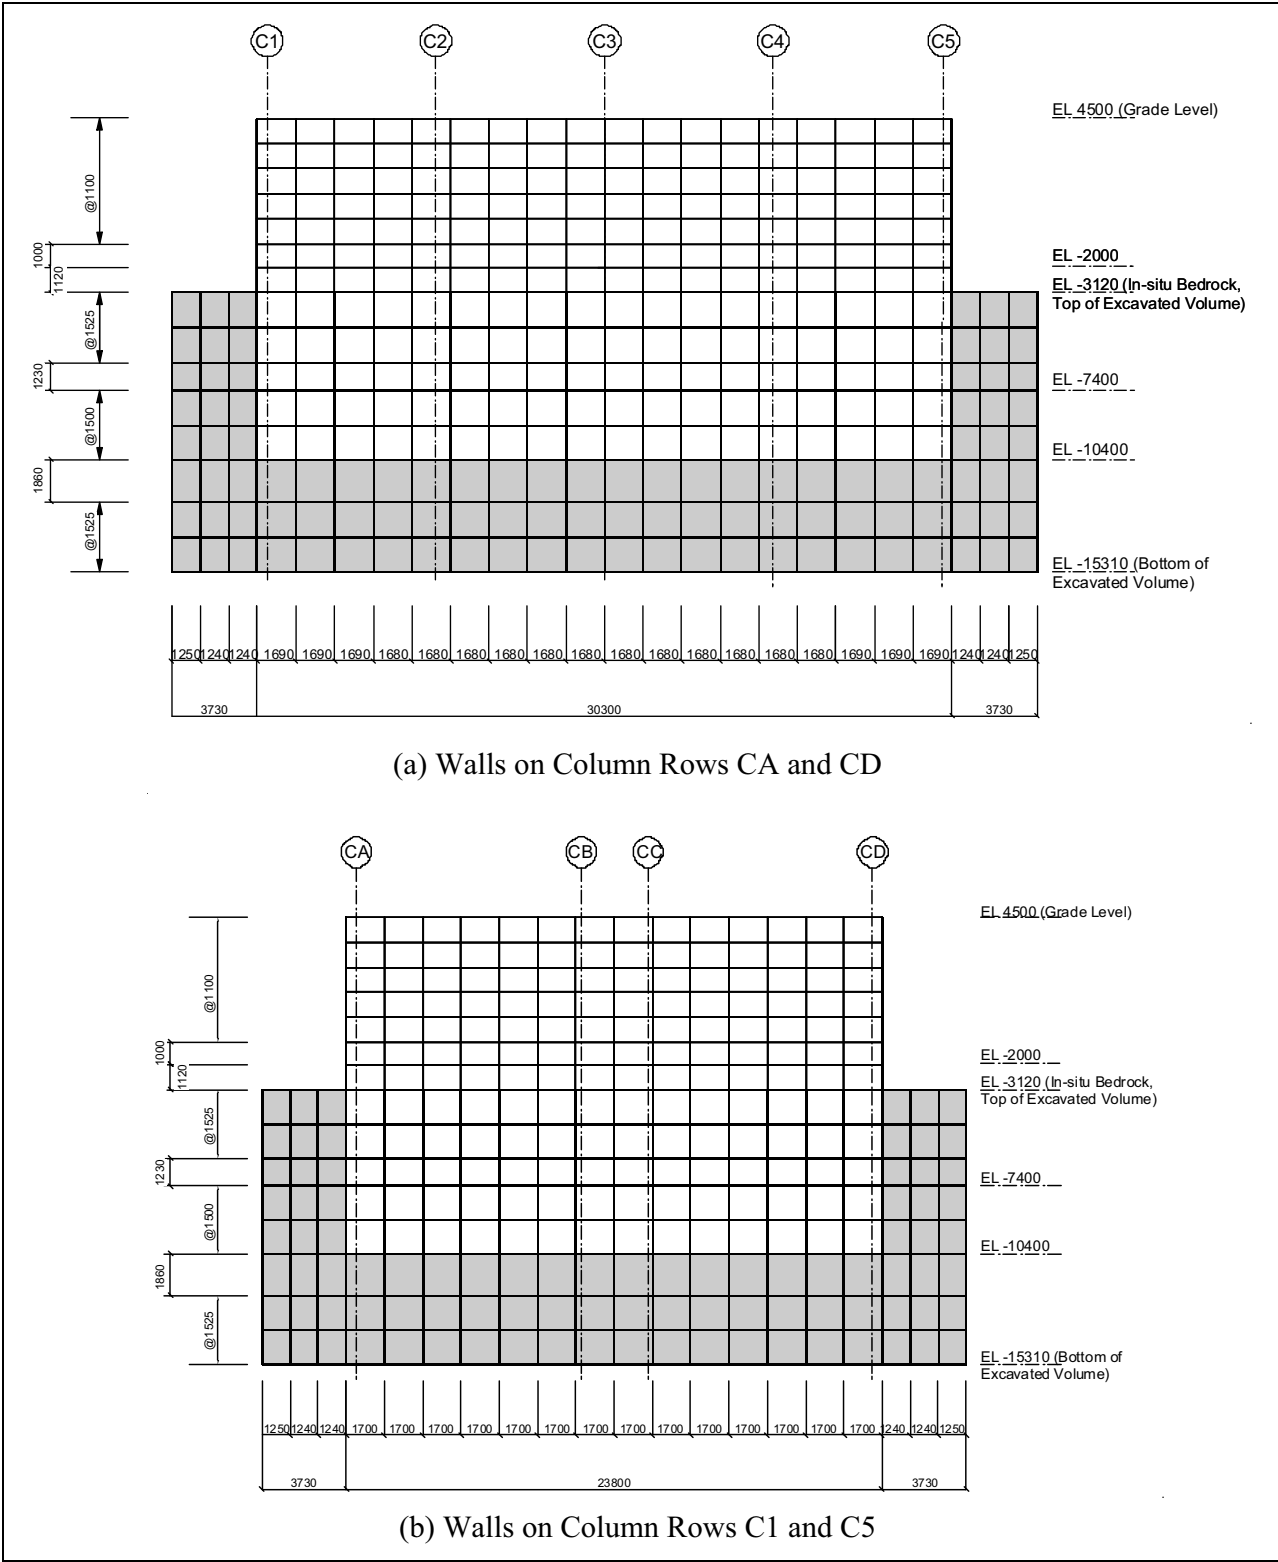 C1 C2 C3 C4 C5
EL 4500 (Grade Level)
@1100
1000
EL -2000
1120
EL -3120 (In-situ Bedrock,
Top of Excavated Volume)
@1525
1230
EL -7400
@1500
EL -10400
1860
@1525
EL -15310 (Bottom of
Excavated Volume)
1250 1240 1240 1690 1690 1690 1680 1680 1680 1680 1680 1680 1680 1680 1680 1680 1680 1680 1690 1690 1690 1240 1240 1250
3730 30300 3730
(a) Walls on Column Rows CA and CD
CA CB CC CD
EL 4500 (Grade Level)
@1100
1000
EL -2000
1120
EL -3120 (In-situ Bedrock,
Top of Excavated Volume)
@1525
1230
EL -7400
@1500
EL -10400
1860
@1525
EL -15310 (Bottom of
Excavated Volume)
1250 1240 1240 1700 1700 1700 1700 1700 1700 1700 1700 1700 1700 1700 1700 1700 1700 1240 1240 1250
3730 23800 3730
(b) Walls on Column Rows C1 and C5